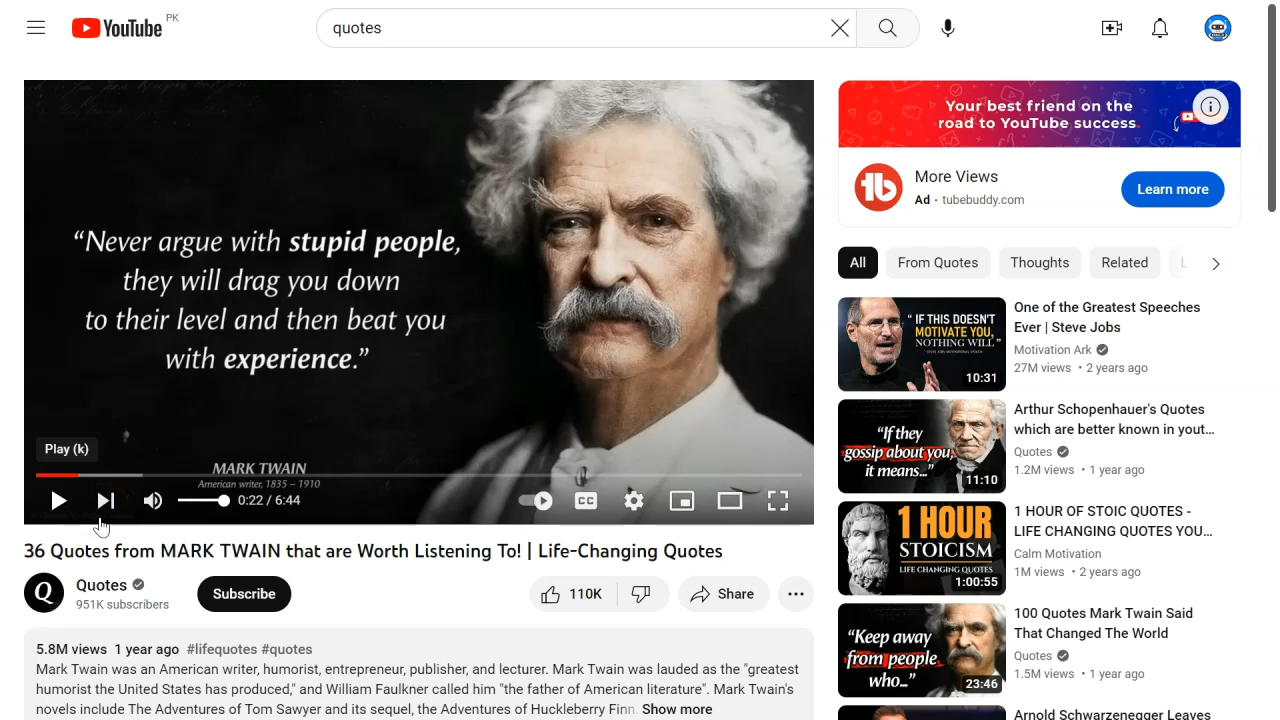 YouTube PK
quotes
"Never argue with stupid people,
they will drag you down
to their level and then beat you
with experience."
MARK TWAIN
American writer, 1835 – 1910
Play (k)
0:22 / 6:44
CC
36 Quotes from MARK TWAIN that are Worth Listening To! | Life-Changing Quotes
Q
Quotes
951K subscribers
Subscribe
110K
Share
5.8M views 1 year ago #lifequotes #quotes
Mark Twain was an American writer, humorist, entrepreneur, publisher, and lecturer. Mark Twain was lauded as the "greatest
humorist the United States has produced," and William Faulkner called him "the father of American literature". Mark Twain's
novels include The Adventures of Tom Sawyer and its sequel, the Adventures of Huckleberry Finn. Show more
Your best friend on the
road to YouTube success
tb
More Views
Ad · tubebuddy.com
Learn more
All
From Quotes
Thoughts
Related
"IF THIS DOESN'T
MOTIVATE YOU,
NOTHING WILL"
10:31
One of the Greatest Speeches
Ever | Steve Jobs
Motivation Ark
27M views • 2 years ago
"If they
gossip about you,
it means..."
11:10
Arthur Schopenhauer's Quotes
which are better known in yout...
Quotes
1.2M views • 1 year ago
1 HOUR
STOICISM
LIFE CHANGING QUOTES
1:00:55
1 HOUR OF STOIC QUOTES -
LIFE CHANGING QUOTES YOU...
Calm Motivation
1M views • 2 years ago
"Keep away
from people
who..."
23:46
100 Quotes Mark Twain Said
That Changed The World
Quotes
1.5M views • 1 year ago
Arnold Schwarzenegger Leaves